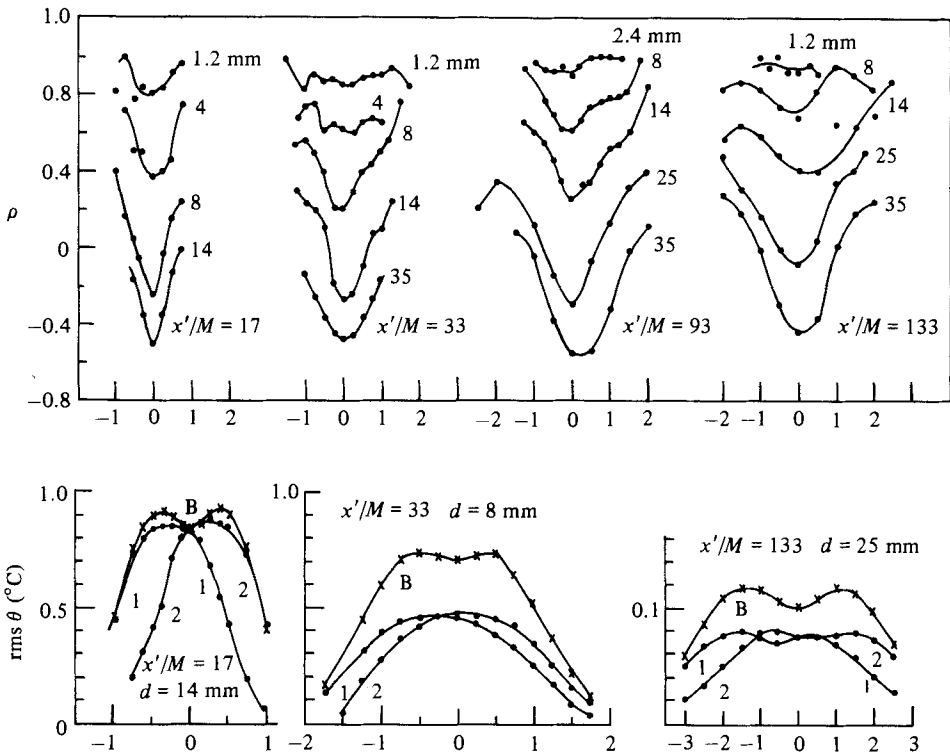 1.0
0.8
0.4
0
−0.4
−0.8
ρ
1.2 mm
4
8
14
x′/M = 17
−1 0 1 2
1.2 mm
4
8
14
35
x′/M = 33
−1 0 1 2
2.4 mm
8
14
25
35
x′/M = 93
−2 −1 0 1 2
1.2 mm
8
14
25
35
x′/M = 133
−2 −1 0 1 2
rms θ (°C)
1.0
0.5
0
B
1
2
1
2
x′/M = 17
d = 14 mm
−1 0 1
1.0
0.5
0
x′/M = 33 d = 8 mm
B
1
2
−2 −1 0 1 2
x′/M = 133 d = 25 mm
0.1
0
B
1
2
1
2
−3 −2 −1 0 1 2 3